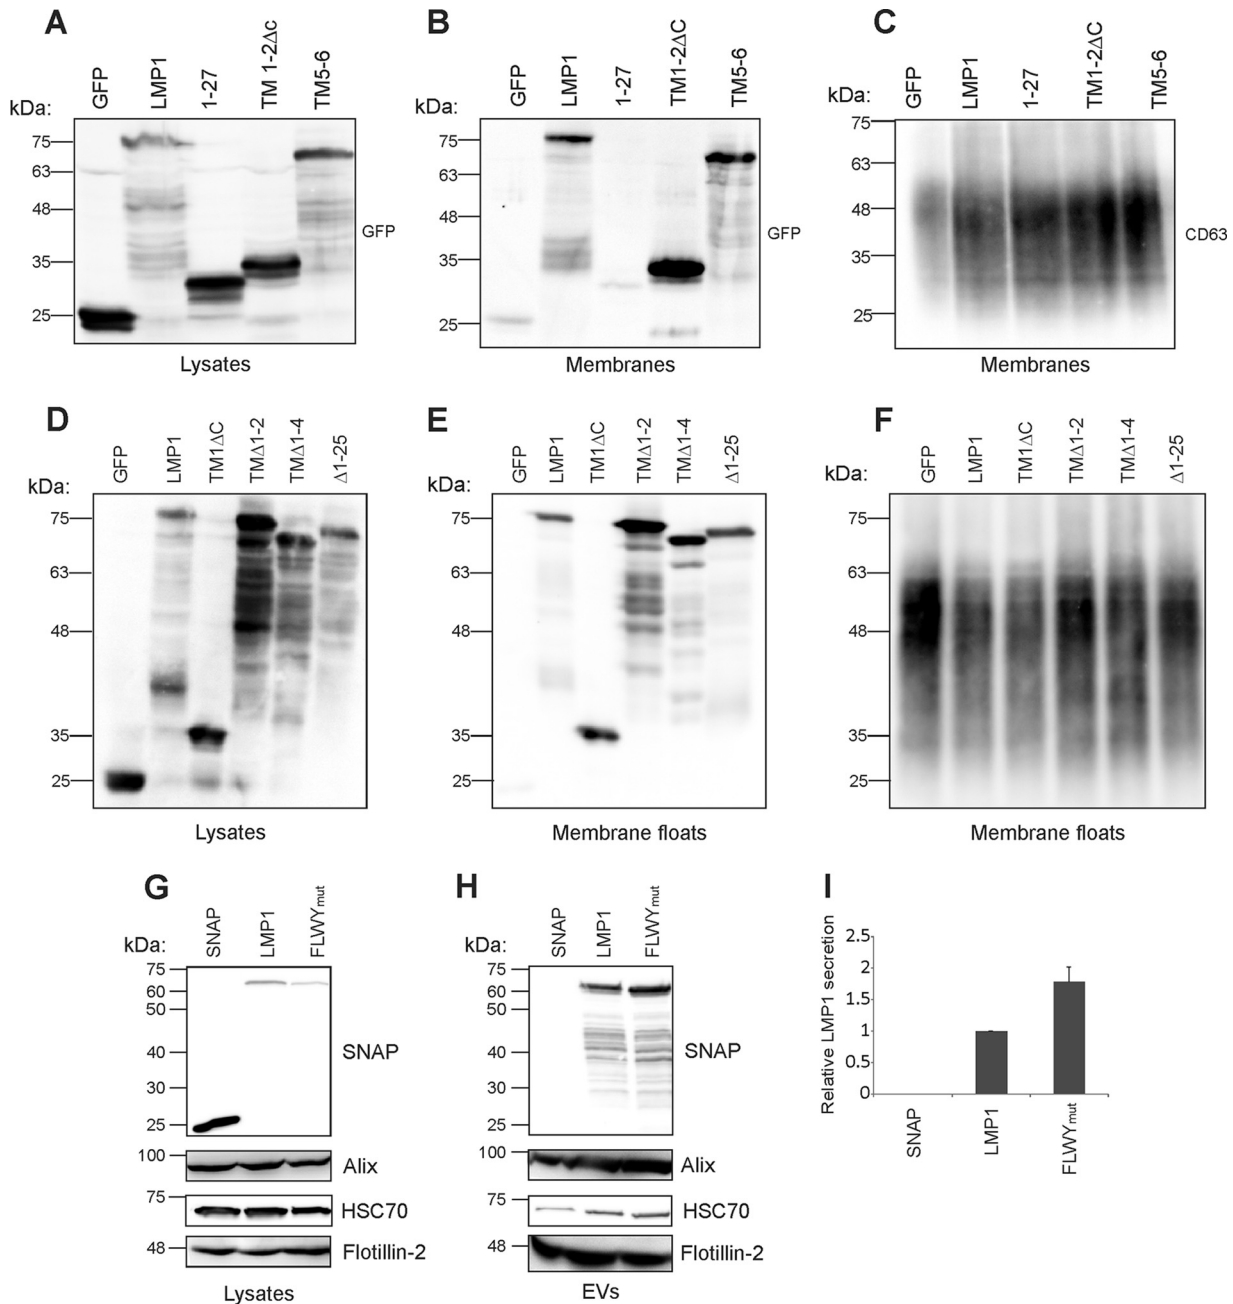 A
kDa:
GFP
LMP1
1-27
TM 1-2Δc
TM5-6
75
63
48
35
25
GFP
Lysates
B
kDa:
GFP
LMP1
1-27
TM1-2ΔC
TM5-6
75
63
48
35
25
GFP
Membranes
C
kDa:
GFP
LMP1
1-27
TM1-2ΔC
TM5-6
75
63
48
35
25
CD63
Membranes
D
kDa:
GFP
LMP1
TM1ΔC
TMΔ1-2
TMΔ1-4
Δ1-25
75
63
48
35
25
Lysates
E
kDa:
GFP
LMP1
TM1ΔC
TMΔ1-2
TMΔ1-4
Δ1-25
75
63
48
35
25
Membrane floats
F
kDa:
GFP
LMP1
TM1ΔC
TMΔ1-2
TMΔ1-4
Δ1-25
75
63
48
35
25
Membrane floats
G
kDa:
SNAP
LMP1
FLWYmut
75
60
50
40
30
25
SNAP
100
Alix
75
HSC70
48
Flotillin-2
Lysates
H
kDa:
SNAP
LMP1
FLWYmut
75
60
50
40
30
25
SNAP
100
Alix
75
HSC70
48
Flotillin-2
EVs
I
Relative LMP1 secretion
2.5
2
1.5
1
0.5
0
SNAP
LMP1
FLWYmut